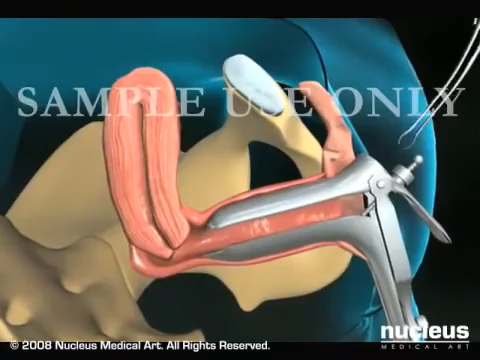 SAMPLE USE ONLY
nucleus
MEDICAL ART
© 2008 Nucleus Medical Art. All Rights Reserved.